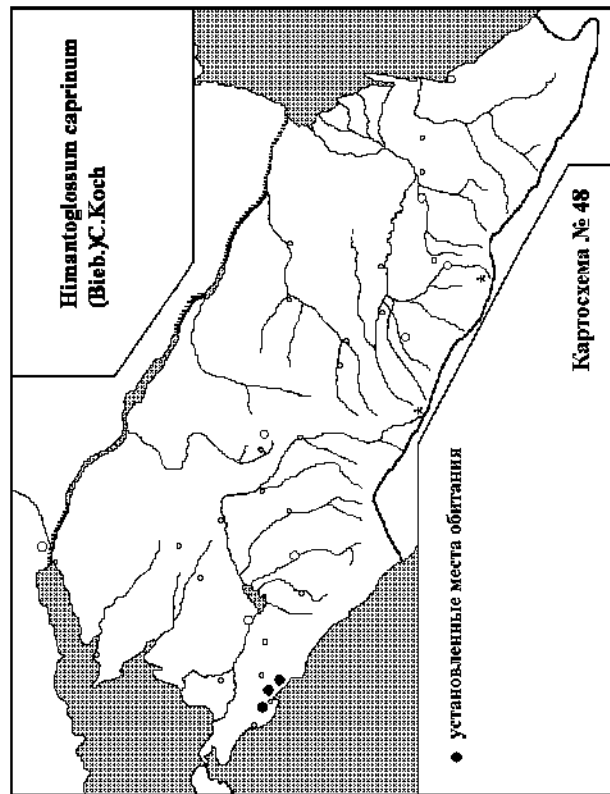 Himantoglossum caprinum
(Bieb.)C.Koch
Картосхема № 48
установленные места обитания